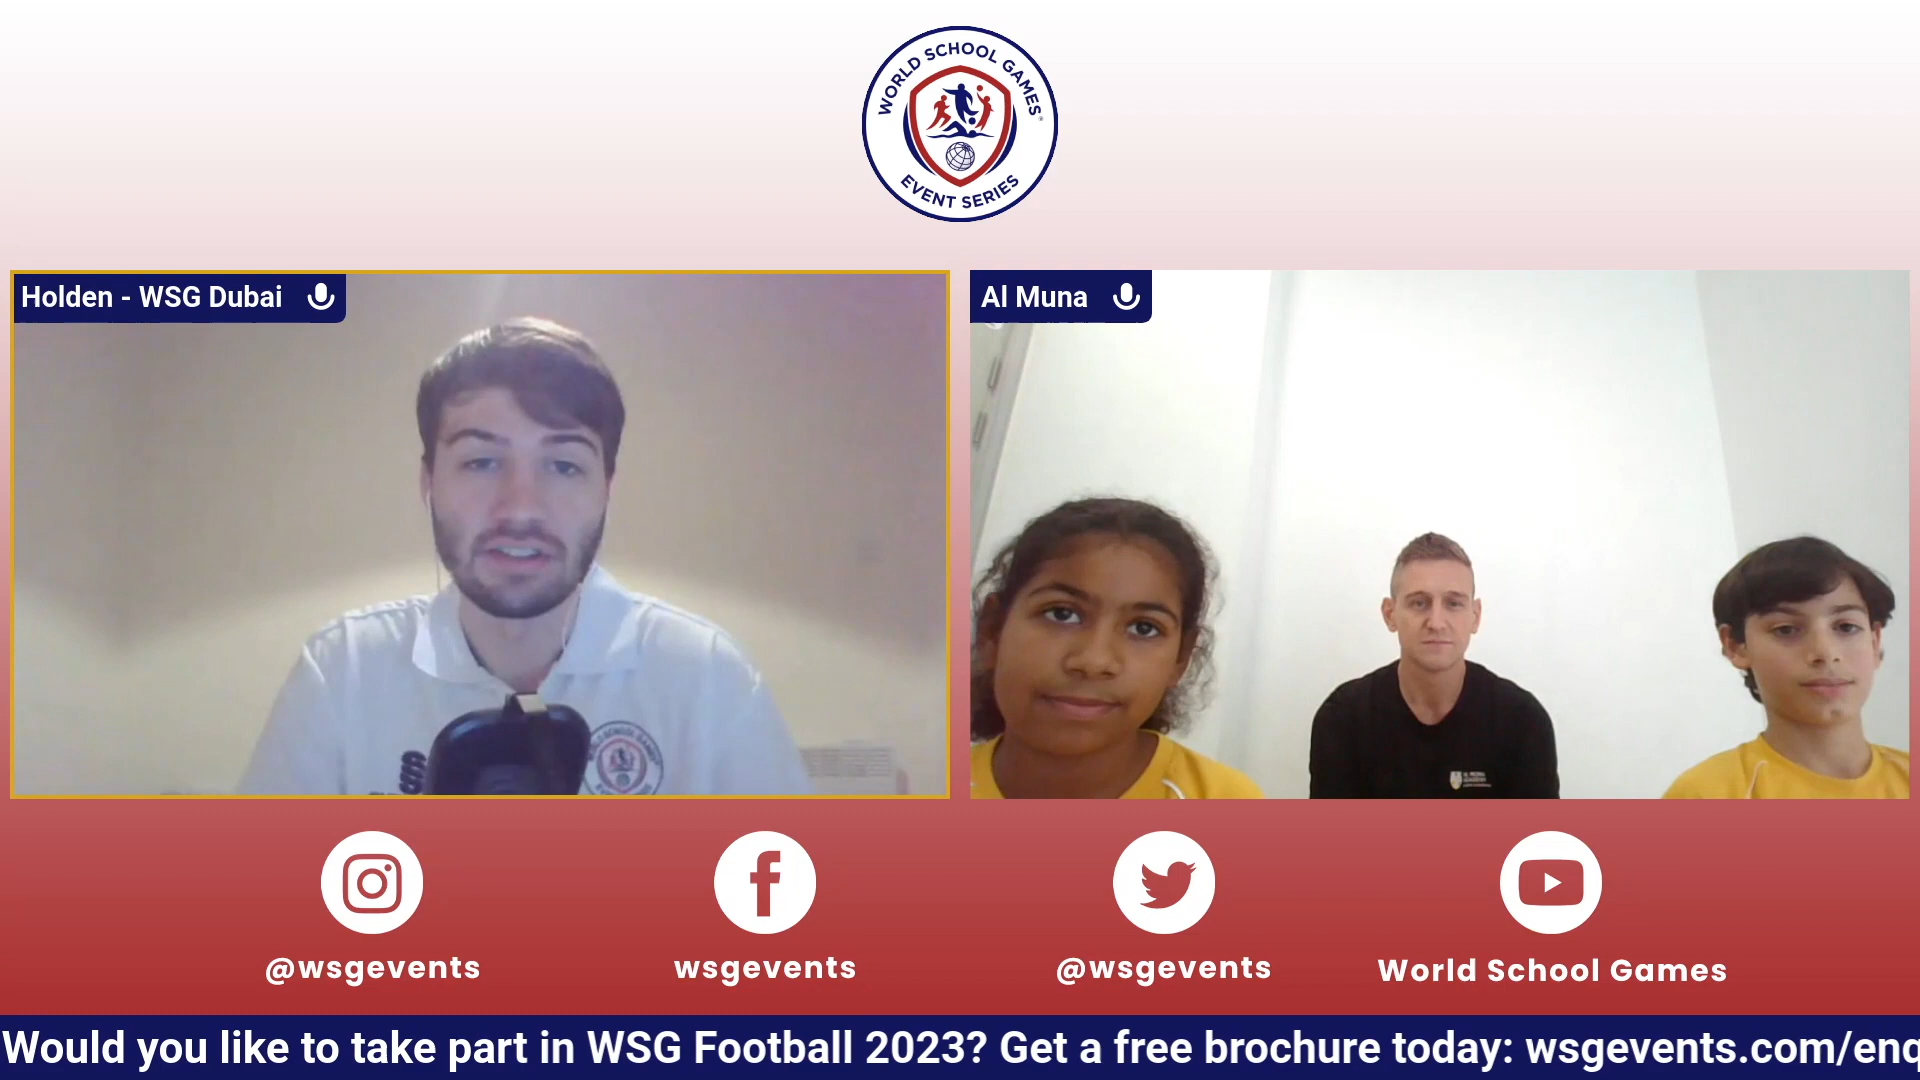 WORLD SCHOOL GAMES
EVENT SERIES
Holden - WSG Dubai
Al Muna
@wsgevents
wsgevents
@wsgevents
World School Games
Would you like to take part in WSG Football 2023? Get a free brochure today: wsgevents.com/enq